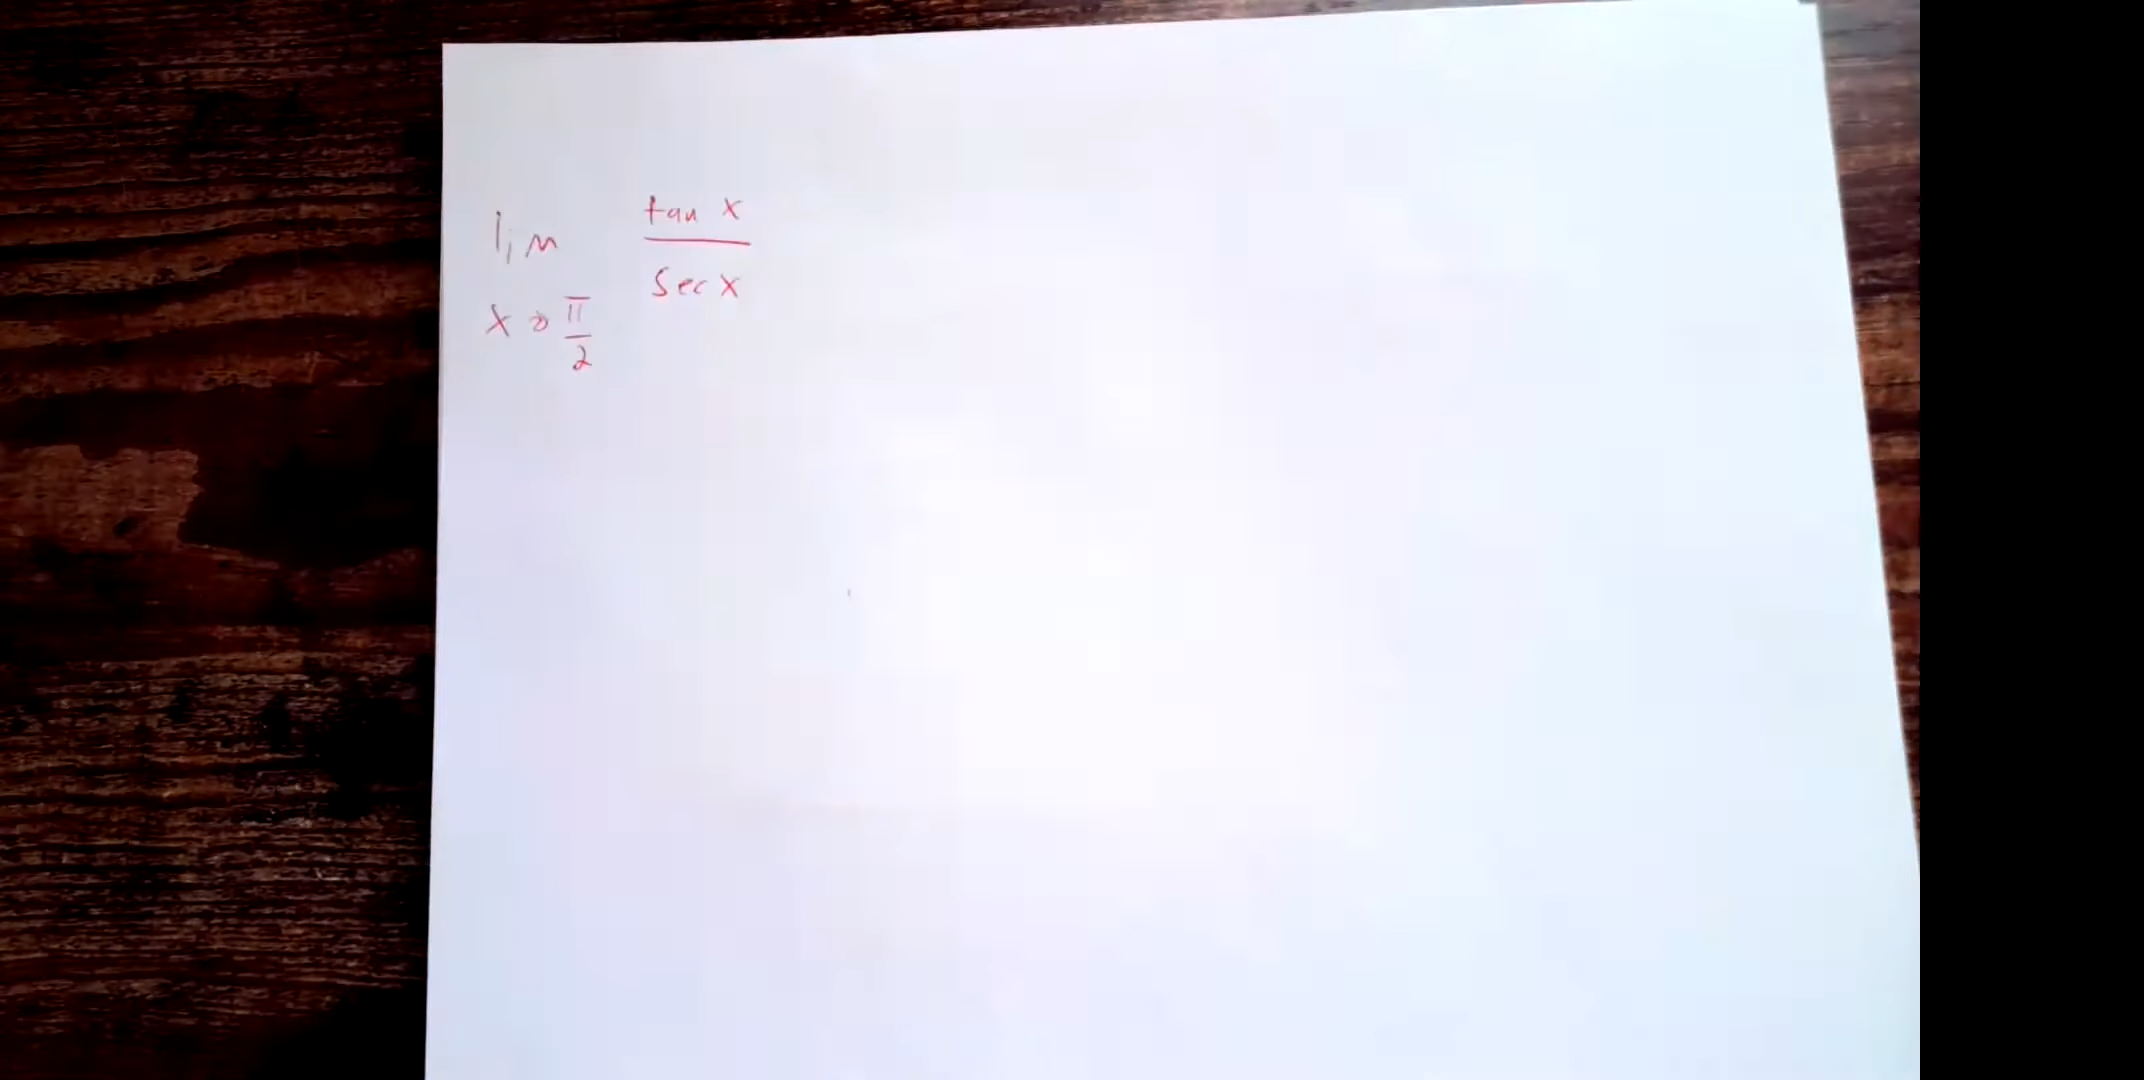 lim tan x / sec x
x → π/2